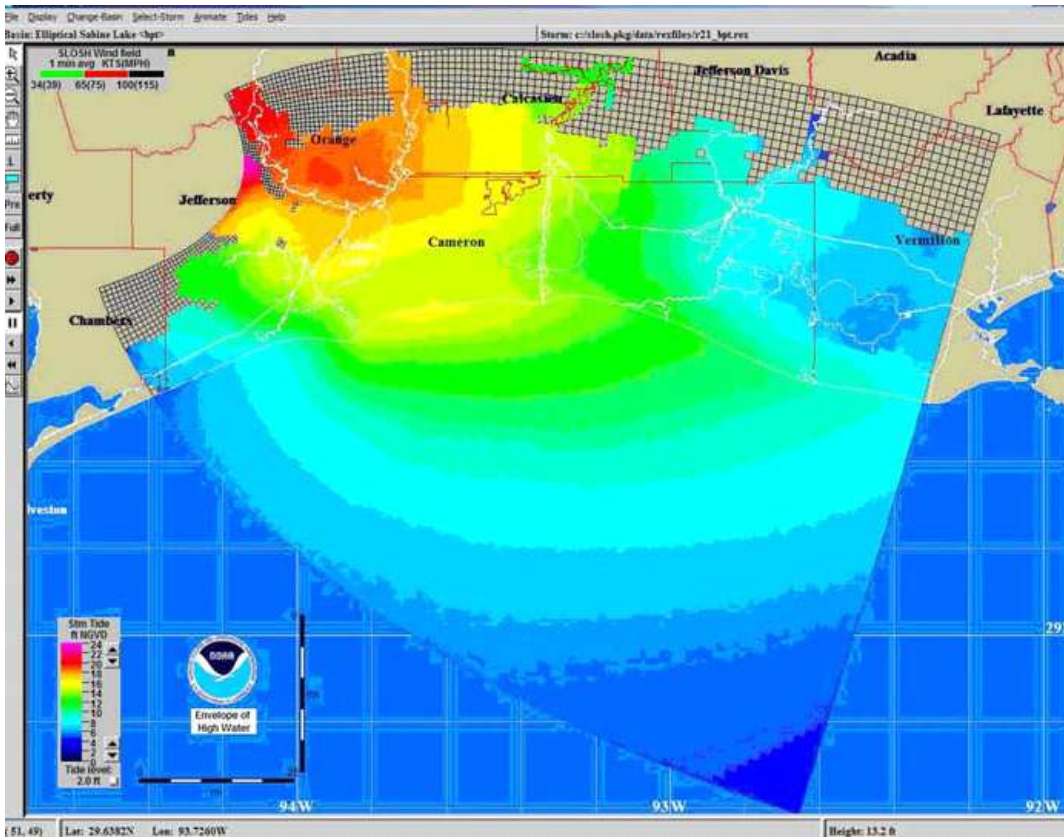 File Display Change-Basin Select-Storm Animate Tides Help
Basin: Elliptical Sabine Lake <bpt>
Storm: c:/slosh.pkg/data/rexfiles/r21_bpt.rex
SLOSH Wind field
1 min avg KTS(MPH)
34(39) 65(75) 100(115)
Acadia
Jefferson Davis
Calcasieu
Lafayette
Orange
erty
Jefferson
Pre
Full
Cameron
Vermilion
Chambers
lveston
Stm Tide
ft NGVD
24
22
20
18
16
14
12
10
8
6
4
2
0
Tide level:
2.0 ft
NOAA
Envelope of
High Water
29
94W
93W
92W
( 51, 49)
Lat: 29.6382N Lon: 93.7260W
Height: 13.2 ft